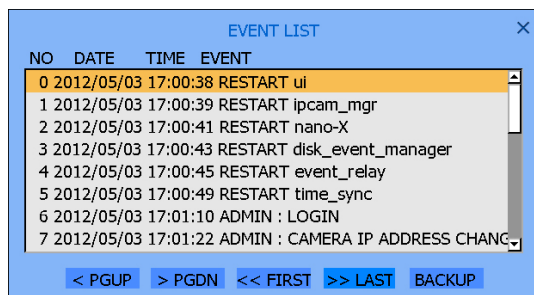 EVENT LIST
NO DATE TIME EVENT
0 2012/05/03 17:00:38 RESTART ui
1 2012/05/03 17:00:39 RESTART ipcam_mgr
2 2012/05/03 17:00:41 RESTART nano-X
3 2012/05/03 17:00:43 RESTART disk_event_manager
4 2012/05/03 17:00:45 RESTART event_relay
5 2012/05/03 17:00:49 RESTART time_sync
6 2012/05/03 17:01:10 ADMIN : LOGIN
7 2012/05/03 17:01:22 ADMIN : CAMERA IP ADDRESS CHANG
< PGUP > PGDN << FIRST >> LAST BACKUP